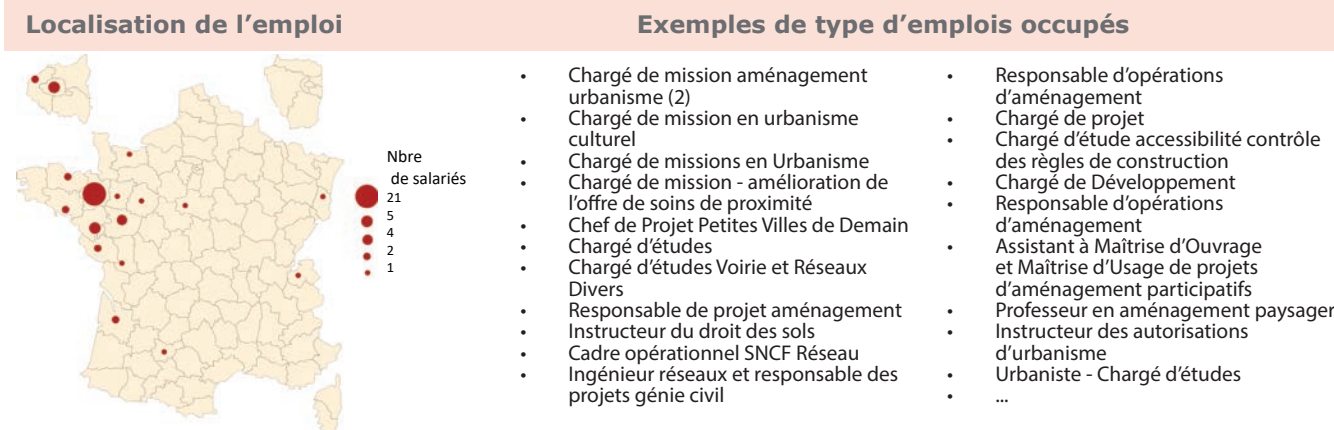 Localisation de l'emploi
Exemples de type d'emplois occupés
Nbre
de salariés
21
5
4
2
1
• Chargé de mission aménagement
urbanisme (2)
• Chargé de mission en urbanisme
culturel
• Chargé de missions en Urbanisme
• Chargé de mission - amélioration de
l'offre de soins de proximité
• Chef de Projet Petites Villes de Demain
• Chargé d'études
• Chargé d'études Voirie et Réseaux
Divers
• Responsable de projet aménagement
• Instructeur du droit des sols
• Cadre opérationnel SNCF Réseau
• Ingénieur réseaux et responsable des
projets génie civil
• Responsable d'opérations
d'aménagement
• Chargé de projet
• Chargé d'étude accessibilité contrôle
des règles de construction
• Chargé de Développement
• Responsable d'opérations
d'aménagement
• Assistant à Maîtrise d'Ouvrage
et Maîtrise d'Usage de projets
d'aménagement participatifs
• Professeur en aménagement paysager
• Instructeur des autorisations
d'urbanisme
• Urbaniste - Chargé d'études
• ...